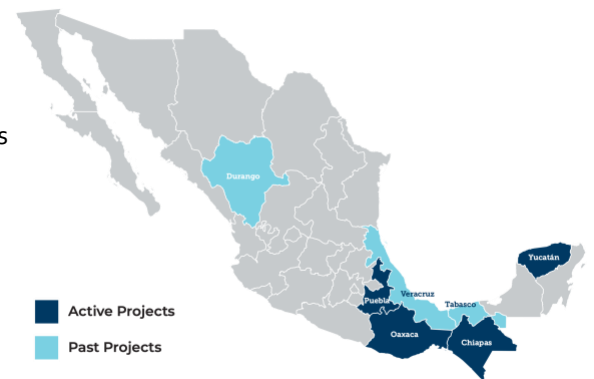 s
Durango
Yucatán
Veracruz
Puebla
Tabasco
Oaxaca
Chiapas
Active Projects
Past Projects